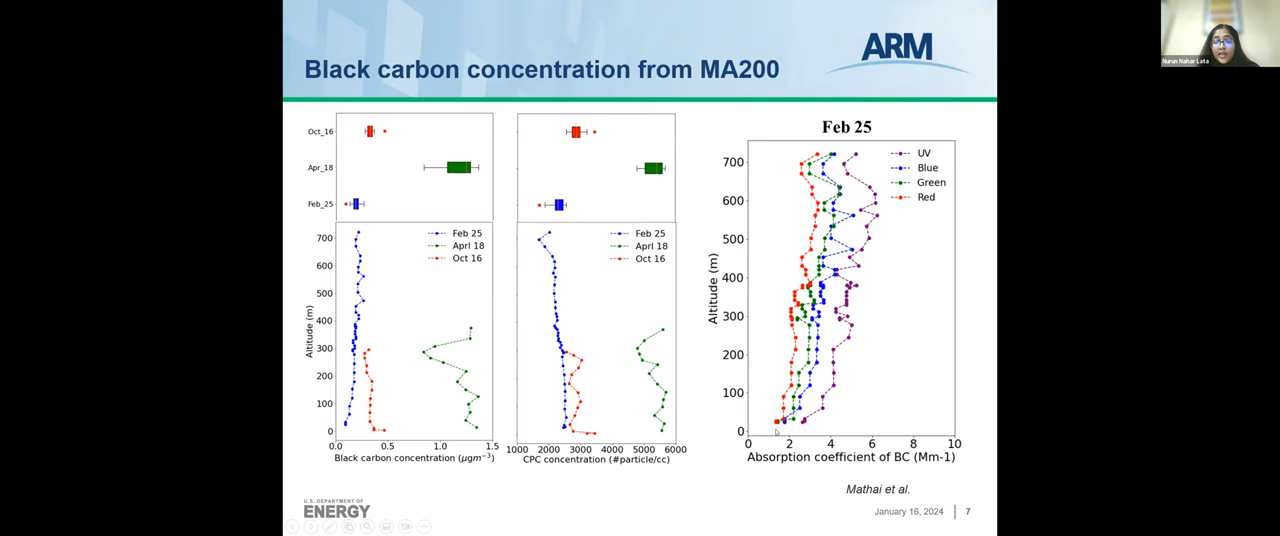 Black carbon concentration from MA200
ARM
Nurun Nahar Lata
Oct_16
Apr_18
Feb_25
700
600
500
400
300
200
100
0
Altitude (m)
Feb 25
Aprl 18
Oct 16
0.0 0.5 1.0 1.5
Black carbon concentration (μgm⁻³)
Feb 25
Aprl 18
Oct 16
1000 2000 3000 4000 5000 6000
CPC concentration (#particle/cc)
Feb 25
UV
Blue
Green
Red
700
600
500
400
300
200
100
0
Altitude (m)
0 2 4 6 8 10
Absorption coefficient of BC (Mm-1)
Mathai et al.
U.S. DEPARTMENT OF
ENERGY
January 16, 2024 7